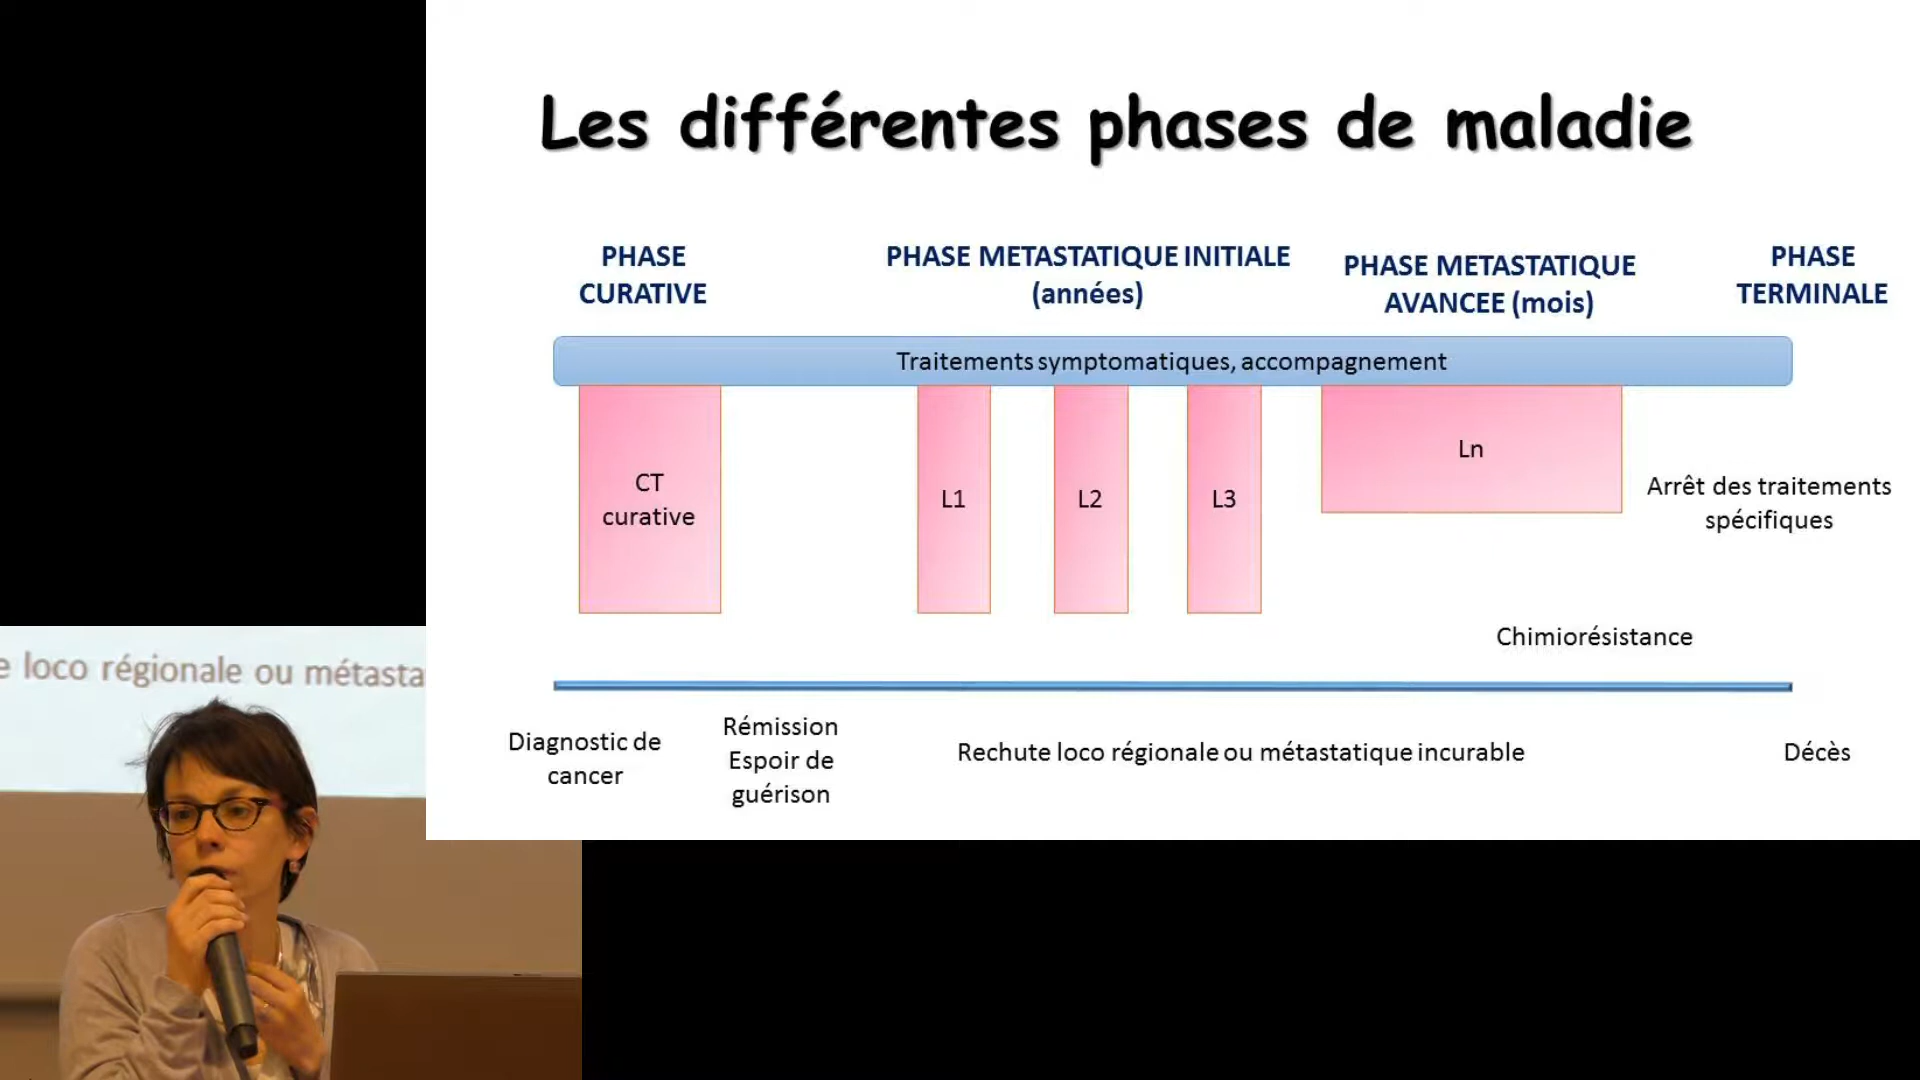 Les différentes phases de maladie
PHASE
CURATIVE
PHASE METASTATIQUE INITIALE
(années)
PHASE METASTATIQUE
AVANCEE (mois)
PHASE
TERMINALE
Traitements symptomatiques, accompagnement
CT
curative
L1
L2
L3
Ln
Arrêt des traitements
spécifiques
Chimiorésistance
Diagnostic de
cancer
Rémission
Espoir de
guérison
Rechute loco régionale ou métastatique incurable
Décès
e loco régionale ou métasta